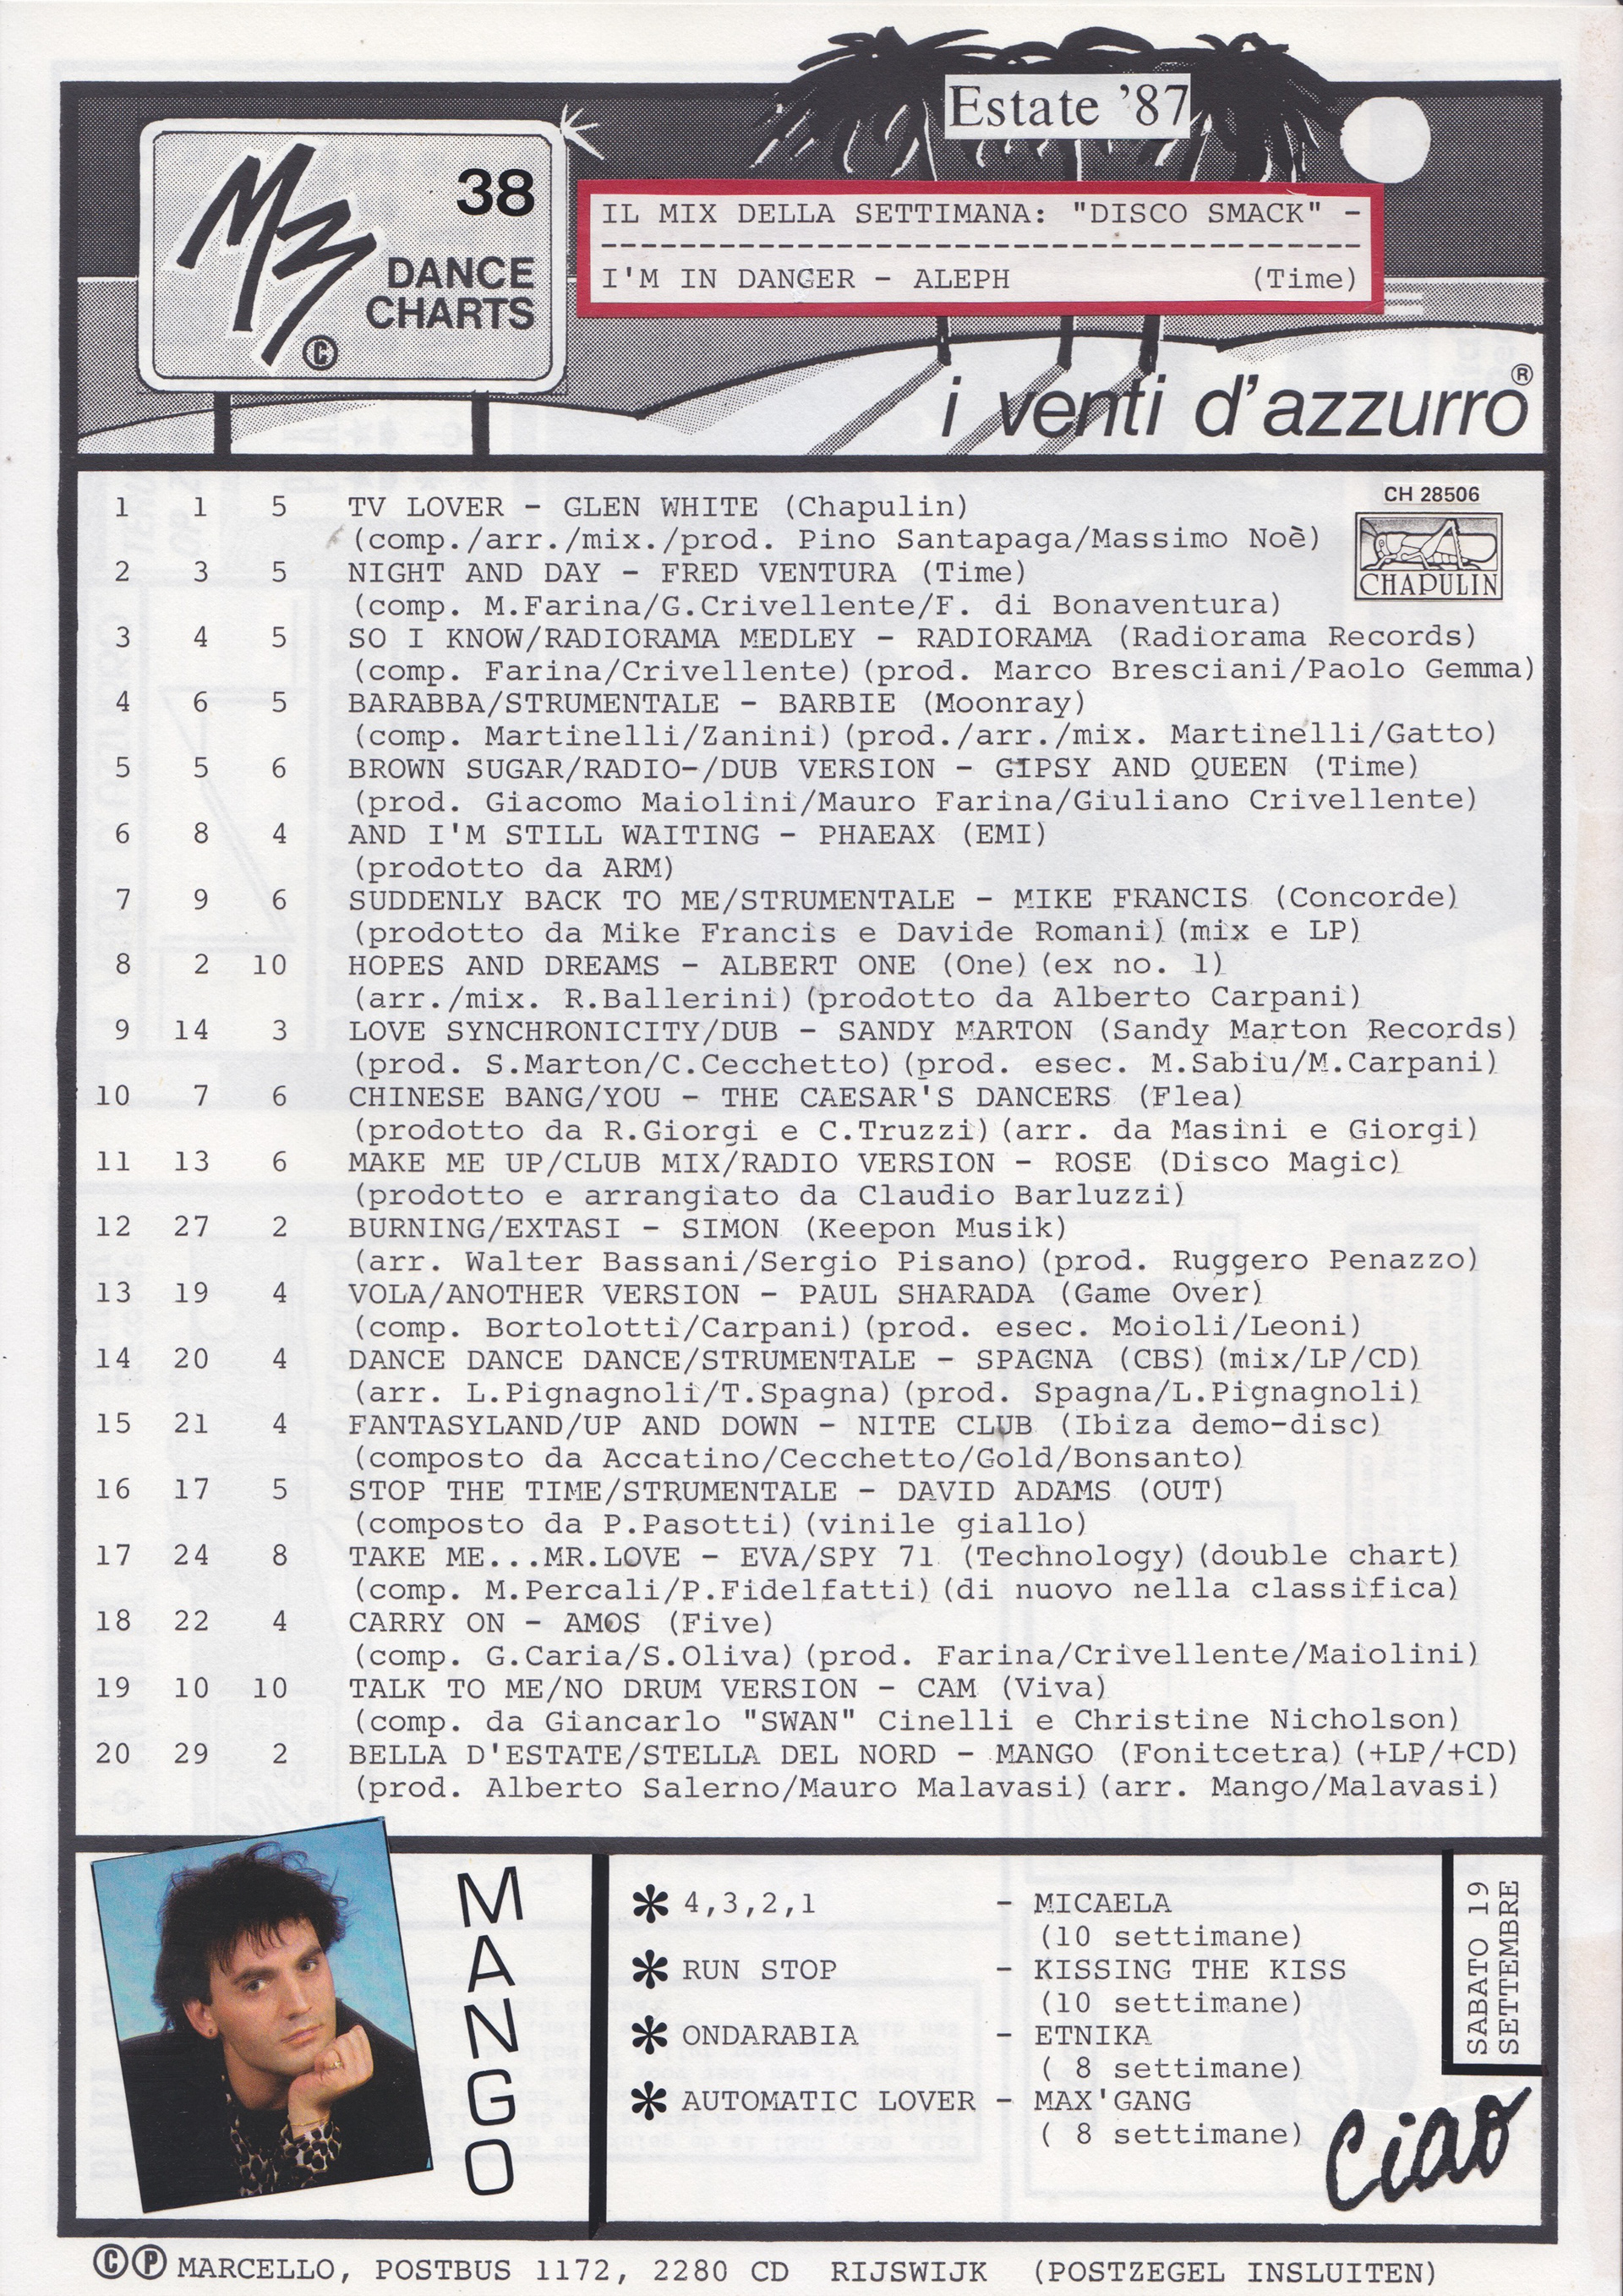 Estate '87
M3
38
DANCE
CHARTS
©
IL MIX DELLA SETTIMANA: "DISCO SMACK" -
-----------------------------------------
I'M IN DANGER - ALEPH (Time)
i venti d'azzurro®
1 1 5 TV LOVER - GLEN WHITE (Chapulin)
CH 28506
(comp./arr./mix./prod. Pino Santapaga/Massimo Noè)
CHAPULIN
2 3 5 NIGHT AND DAY - FRED VENTURA (Time)
(comp. M.Farina/G.Crivellente/F. di Bonaventura)
3 4 5 SO I KNOW/RADIORAMA MEDLEY - RADIORAMA (Radiorama Records)
(comp. Farina/Crivellente)(prod. Marco Bresciani/Paolo Gemma)
4 6 5 BARABBA/STRUMENTALE - BARBIE (Moonray)
(comp. Martinelli/Zanini)(prod./arr./mix. Martinelli/Gatto)
5 5 6 BROWN SUGAR/RADIO-/DUB VERSION - GIPSY AND QUEEN (Time)
(prod. Giacomo Maiolini/Mauro Farina/Giuliano Crivellente)
6 8 4 AND I'M STILL WAITING - PHAEAX (EMI)
(prodotto da ARM)
7 9 6 SUDDENLY BACK TO ME/STRUMENTALE - MIKE FRANCIS (Concorde)
(prodotto da Mike Francis e Davide Romani)(mix e LP)
8 2 10 HOPES AND DREAMS - ALBERT ONE (One)(ex no. 1)
(arr./mix. R.Ballerini)(prodotto da Alberto Carpani)
9 14 3 LOVE SYNCHRONICITY/DUB - SANDY MARTON (Sandy Marton Records)
(prod. S.Marton/C.Cecchetto)(prod. esec. M.Sabiu/M.Carpani)
10 7 6 CHINESE BANG/YOU - THE CAESAR'S DANCERS (Flea)
(prodotto da R.Giorgi e C.Truzzi)(arr. da Masini e Giorgi)
11 13 6 MAKE ME UP/CLUB MIX/RADIO VERSION - ROSE (Disco Magic)
(prodotto e arrangiato da Claudio Barluzzi)
12 27 2 BURNING/EXTASI - SIMON (Keepon Musik)
(arr. Walter Bassani/Sergio Pisano)(prod. Ruggero Penazzo)
13 19 4 VOLA/ANOTHER VERSION - PAUL SHARADA (Game Over)
(comp. Bortolotti/Carpani)(prod. esec. Moioli/Leoni)
14 20 4 DANCE DANCE DANCE/STRUMENTALE - SPAGNA (CBS)(mix/LP/CD)
(arr. L.Pignagnoli/T.Spagna)(prod. Spagna/L.Pignagnoli)
15 21 4 FANTASYLAND/UP AND DOWN - NITE CLUB (Ibiza demo-disc)
(composto da Accatino/Cecchetto/Gold/Bonsanto)
16 17 5 STOP THE TIME/STRUMENTALE - DAVID ADAMS (OUT)
(composto da P.Pasotti)(vinile giallo)
17 24 8 TAKE ME...MR.LOVE - EVA/SPY 71 (Technology)(double chart)
(comp. M.Percali/P.Fidelfatti)(di nuovo nella classifica)
18 22 4 CARRY ON - AMOS (Five)
(comp. G.Caria/S.Oliva)(prod. Farina/Crivellente/Maiolini)
19 10 10 TALK TO ME/NO DRUM VERSION - CAM (Viva)
(comp. da Giancarlo "SWAN" Cinelli e Christine Nicholson)
20 29 2 BELLA D'ESTATE/STELLA DEL NORD - MANGO (Fonitcetra)(+LP/+CD)
(prod. Alberto Salerno/Mauro Malavasi)(arr. Mango/Malavasi)
MANGO
* 4,3,2,1 - MICAELA
(10 settimane)
* RUN STOP - KISSING THE KISS
(10 settimane)
* ONDARABIA - ETNIKA
( 8 settimane)
* AUTOMATIC LOVER - MAX'GANG
( 8 settimane)
SABATO 19
SETTEMBRE
Ciao
©℗ MARCELLO, POSTBUS 1172, 2280 CD RIJSWIJK (POSTZEGEL INSLUITEN)